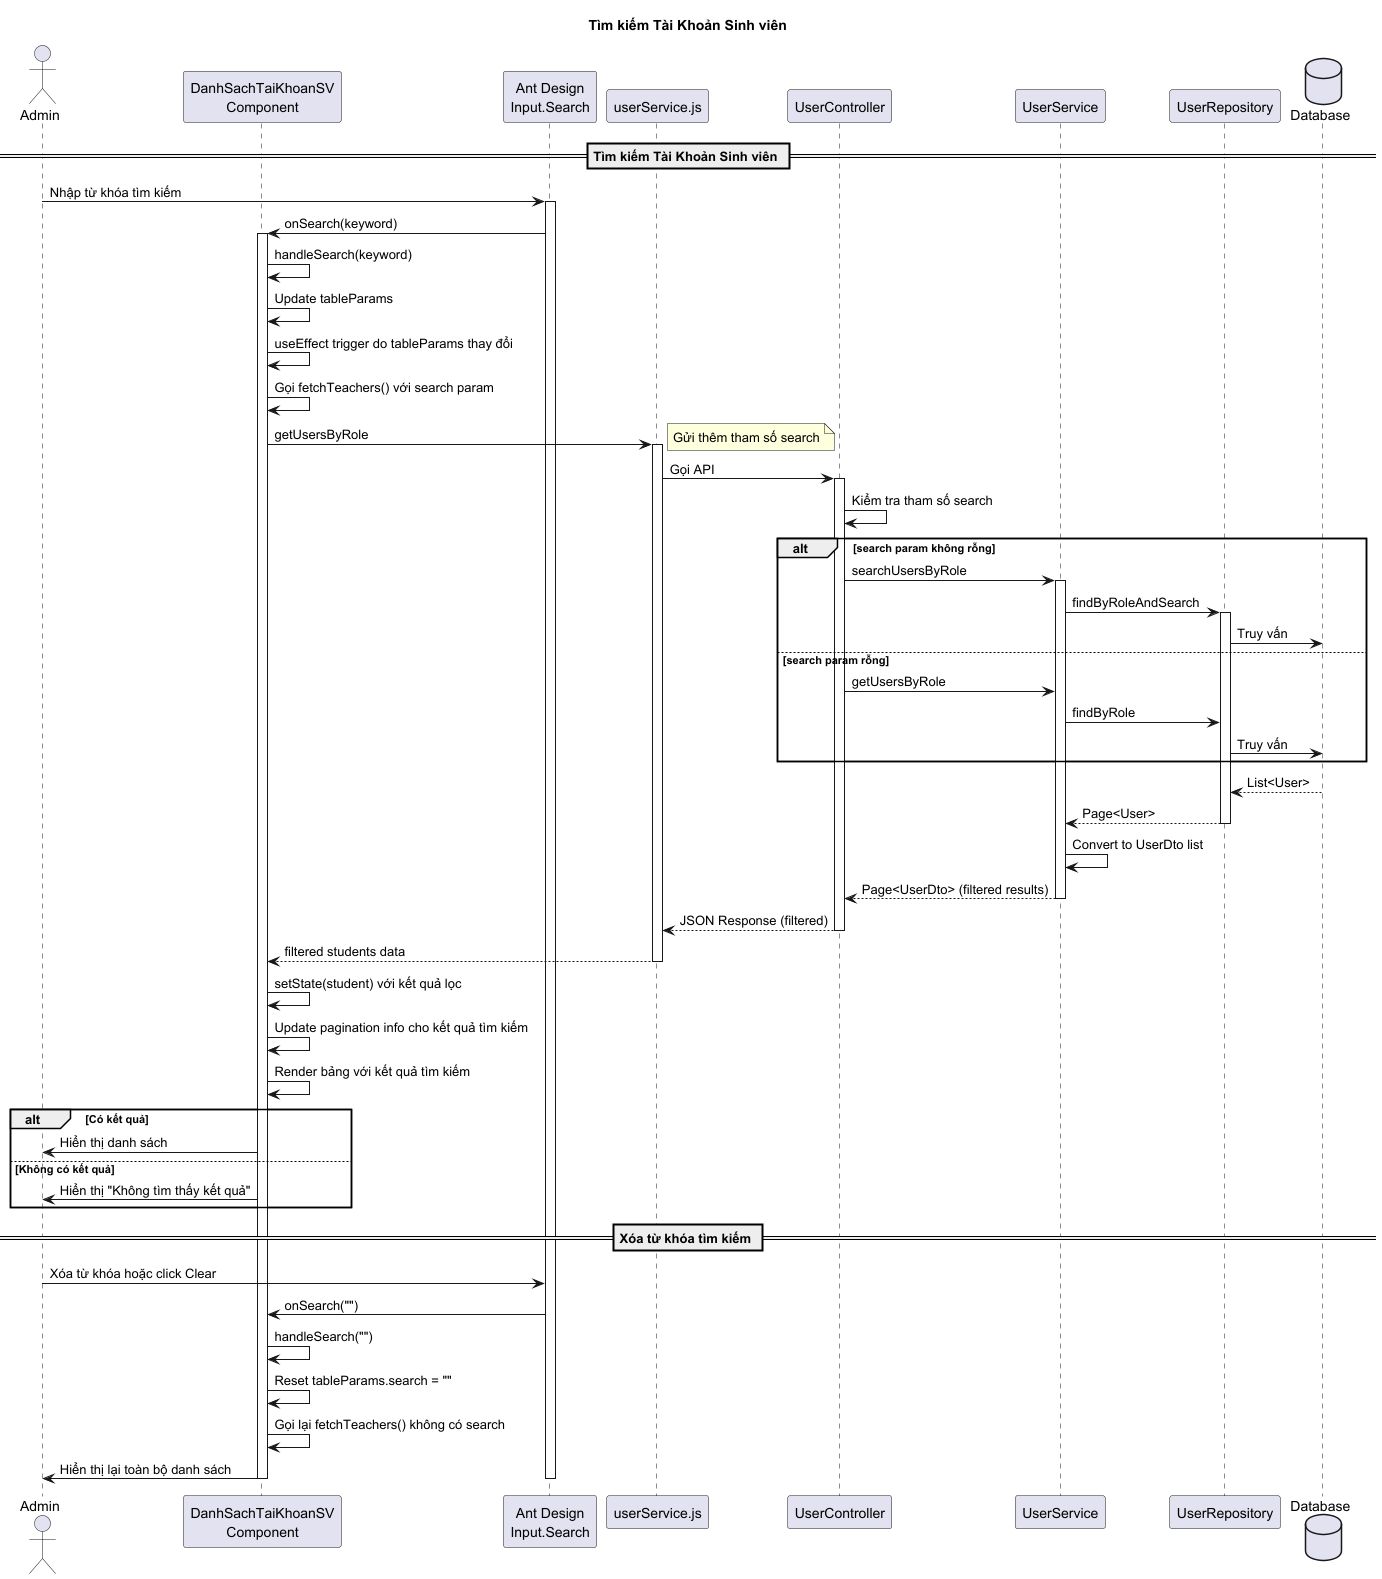 Tìm kiếm Tài Khoản Sinh viên
Admin
DanhSachTaiKhoanSV
Component
Ant Design
Input.Search
userService.js
UserController
UserService
UserRepository
Database
Tìm kiếm Tài Khoản Sinh viên
Nhập từ khóa tìm kiếm
onSearch(keyword)
handleSearch(keyword)
Update tableParams
useEffect trigger do tableParams thay đổi
Gọi fetchTeachers() với search param
getUsersByRole
Gửi thêm tham số search
Gọi API
Kiểm tra tham số search
alt [search param không rỗng]
searchUsersByRole
findByRoleAndSearch
Truy vấn
[search param rỗng]
getUsersByRole
findByRole
Truy vấn
List<User>
Page<User>
Convert to UserDto list
Page<UserDto> (filtered results)
JSON Response (filtered)
filtered students data
setState(student) với kết quả lọc
Update pagination info cho kết quả tìm kiếm
Render bảng với kết quả tìm kiếm
alt [Có kết quả]
Hiển thị danh sách
[Không có kết quả]
Hiển thị "Không tìm thấy kết quả"
Xóa từ khóa tìm kiếm
Xóa từ khóa hoặc click Clear
onSearch("")
handleSearch("")
Reset tableParams.search = ""
Gọi lại fetchTeachers() không có search
Hiển thị lại toàn bộ danh sách
Admin
DanhSachTaiKhoanSV
Component
Ant Design
Input.Search
userService.js
UserController
UserService
UserRepository
Database